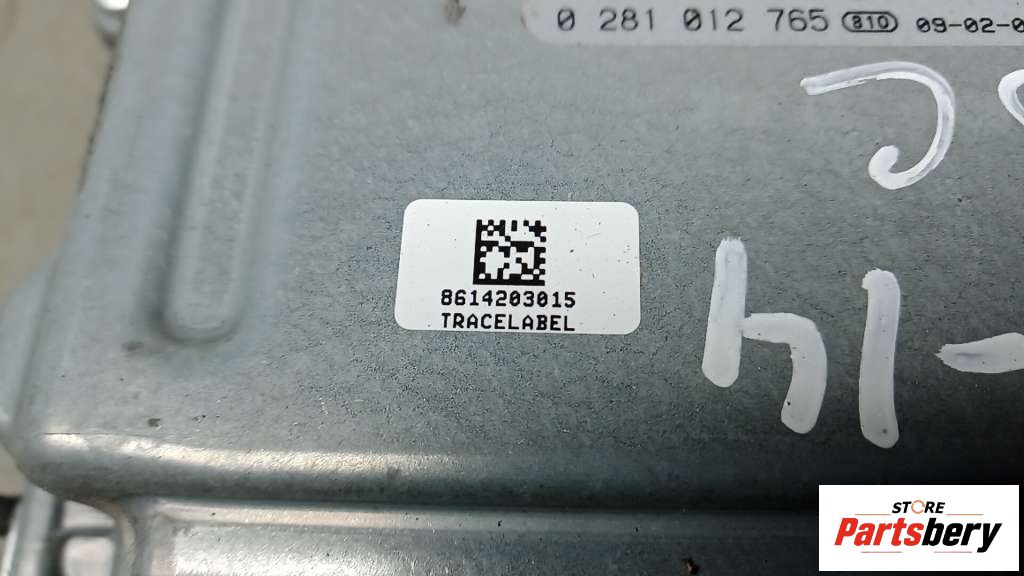 0 281 012 765 810 09-02-0
8614203015
TRACELABEL
STORE
Partsbery